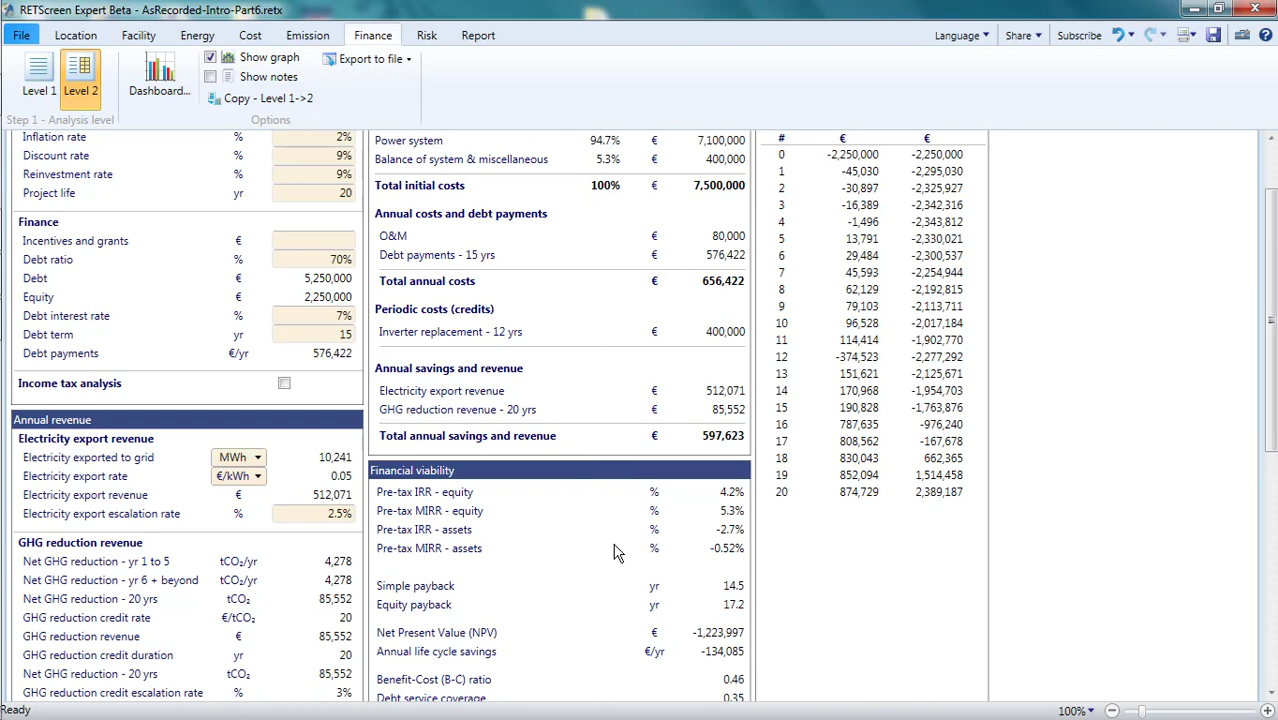 RETScreen Expert Beta - AsRecorded-Intro-Part6.retx
File Location Facility Energy Cost Emission Finance Risk Report Language Share Subscribe
Level 1 Level 2 Dashboard... Show graph Export to file
Show notes
Copy - Level 1->2
Step 1 - Analysis level Options
Inflation rate % 2%
Discount rate % 9%
Reinvestment rate % 9%
Project life yr 20
Finance
Incentives and grants €
Debt ratio % 70%
Debt € 5,250,000
Equity € 2,250,000
Debt interest rate % 7%
Debt term yr 15
Debt payments €/yr 576,422
Income tax analysis
Annual revenue
Electricity export revenue
Electricity exported to grid MWh 10,241
Electricity export rate €/kWh 0.05
Electricity export revenue € 512,071
Electricity export escalation rate % 2.5%
GHG reduction revenue
Net GHG reduction - yr 1 to 5 tCO₂/yr 4,278
Net GHG reduction - yr 6 + beyond tCO₂/yr 4,278
Net GHG reduction - 20 yrs tCO₂ 85,552
GHG reduction credit rate €/tCO₂ 20
GHG reduction revenue € 85,552
GHG reduction credit duration yr 20
Net GHG reduction - 20 yrs tCO₂ 85,552
GHG reduction credit escalation rate % 3%
Power system 94.7% € 7,100,000
Balance of system & miscellaneous 5.3% € 400,000
Total initial costs 100% € 7,500,000
Annual costs and debt payments
O&M € 80,000
Debt payments - 15 yrs € 576,422
Total annual costs € 656,422
Periodic costs (credits)
Inverter replacement - 12 yrs € 400,000
Annual savings and revenue
Electricity export revenue € 512,071
GHG reduction revenue - 20 yrs € 85,552
Total annual savings and revenue € 597,623
Financial viability
Pre-tax IRR - equity % 4.2%
Pre-tax MIRR - equity % 5.3%
Pre-tax IRR - assets % -2.7%
Pre-tax MIRR - assets % -0.52%
Simple payback yr 14.5
Equity payback yr 17.2
Net Present Value (NPV) € -1,223,997
Annual life cycle savings €/yr -134,085
Benefit-Cost (B-C) ratio 0.46
Debt service coverage 0.35
# € €
0 -2,250,000 -2,250,000
1 -45,030 -2,295,030
2 -30,897 -2,325,927
3 -16,389 -2,342,316
4 -1,496 -2,343,812
5 13,791 -2,330,021
6 29,484 -2,300,537
7 45,593 -2,254,944
8 62,129 -2,192,815
9 79,103 -2,113,711
10 96,528 -2,017,184
11 114,414 -1,902,770
12 -374,523 -2,277,292
13 151,621 -2,125,671
14 170,968 -1,954,703
15 190,828 -1,763,876
16 787,635 -976,240
17 808,562 -167,678
18 830,043 662,365
19 852,094 1,514,458
20 874,729 2,389,187
Ready 100%